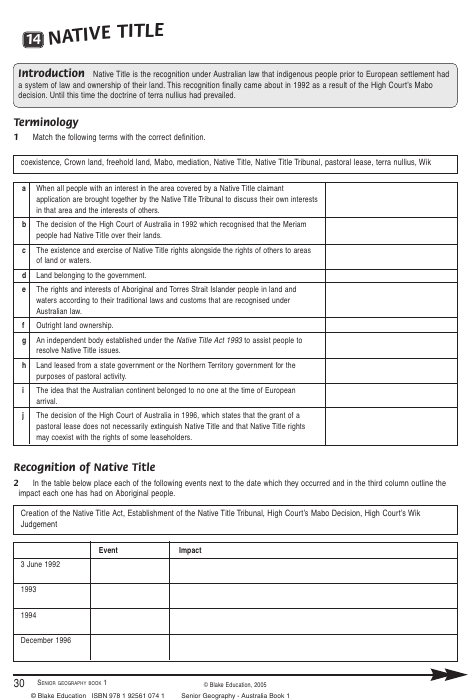 14 NATIVE TITLE
Introduction Native Title is the recognition under Australian law that indigenous people prior to European settlement had
a system of law and ownership of their land. This recognition finally came about in 1992 as a result of the High Court's Mabo
decision. Until this time the doctrine of terra nullius had prevailed.
Terminology
1 Match the following terms with the correct definition.
coexistence, Crown land, freehold land, Mabo, mediation, Native Title, Native Title Tribunal, pastoral lease, terra nullius, Wik
a When all people with an interest in the area covered by a Native Title claimant
application are brought together by the Native Title Tribunal to discuss their own interests
in that area and the interests of others.
b The decision of the High Court of Australia in 1992 which recognised that the Meriam
people had Native Title over their lands.
c The existence and exercise of Native Title rights alongside the rights of others to areas
of land or waters.
d Land belonging to the government.
e The rights and interests of Aboriginal and Torres Strait Islander people in land and
waters according to their traditional laws and customs that are recognised under
Australian law.
f Outright land ownership.
g An independent body established under the Native Title Act 1993 to assist people to
resolve Native Title issues.
h Land leased from a state government or the Northern Territory government for the
purposes of pastoral activity.
i The idea that the Australian continent belonged to no one at the time of European
arrival.
j The decision of the High Court of Australia in 1996, which states that the grant of a
pastoral lease does not necessarily extinguish Native Title and that Native Title rights
may coexist with the rights of some leaseholders.
Recognition of Native Title
2 In the table below place each of the following events next to the date which they occurred and in the third column outline the
impact each one has had on Aboriginal people.
Creation of the Native Title Act, Establishment of the Native Title Tribunal, High Court's Mabo Decision, High Court's Wik
Judgement
Event Impact
3 June 1992
1993
1994
December 1996
30 SENIOR GEOGRAPHY BOOK 1 © Blake Education, 2005
© Blake Education ISBN 978 1 92561 074 1 Senior Geography - Australia Book 1